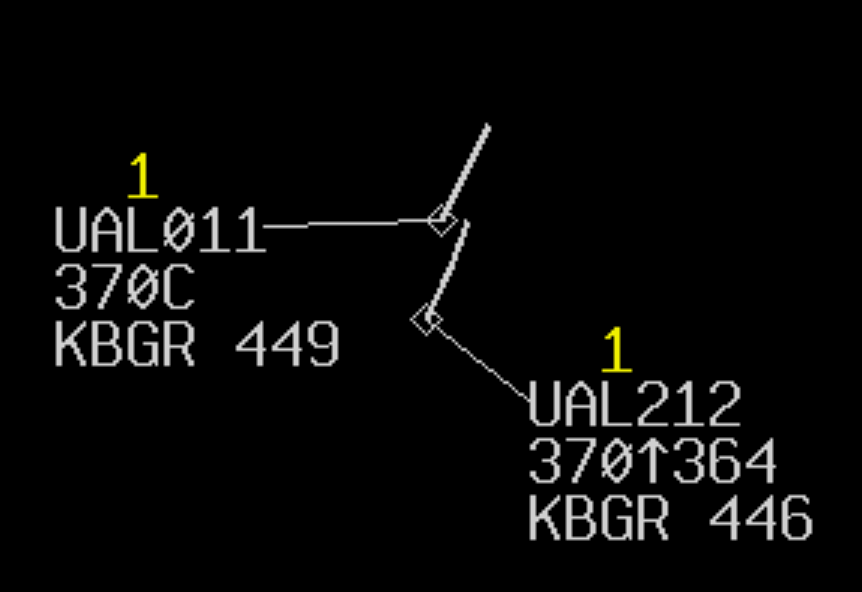 1
UAL011
370C
KBGR 449
1
UAL212
370↑364
KBGR 446